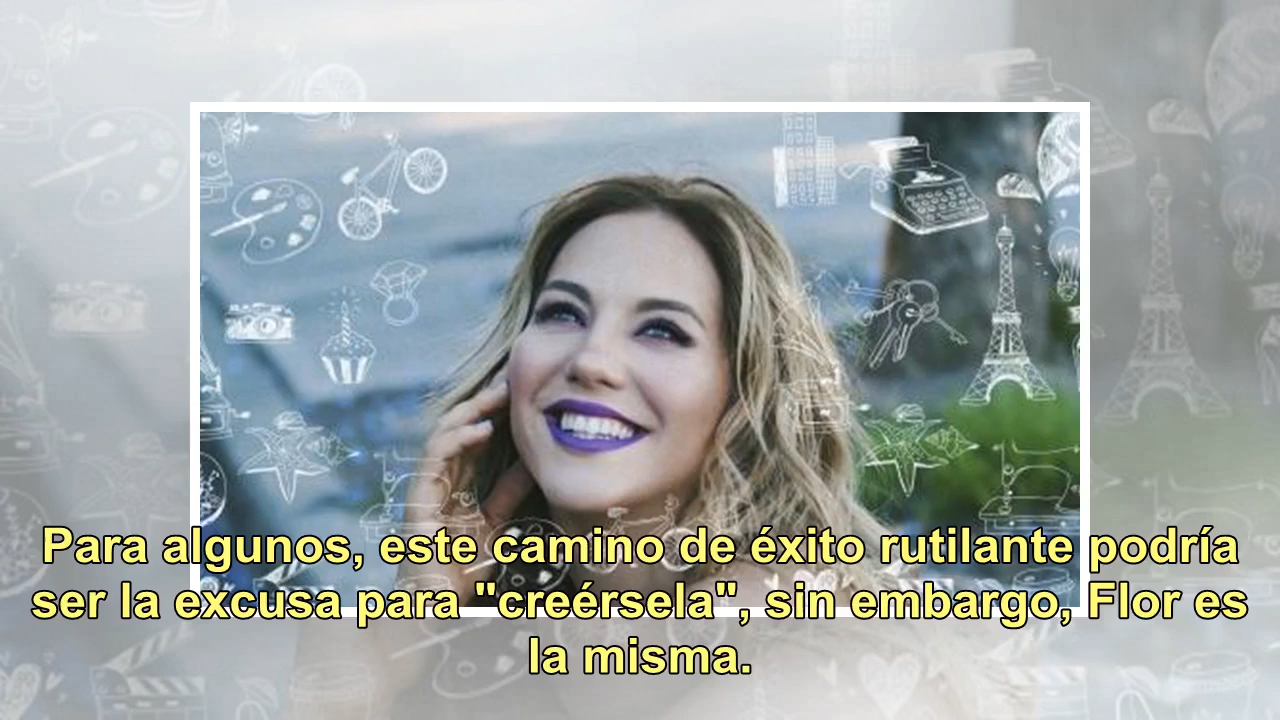 Para algunos, este camino de éxito rutilante podría
ser la excusa para "creérsela", sin embargo, Flor es
la misma.